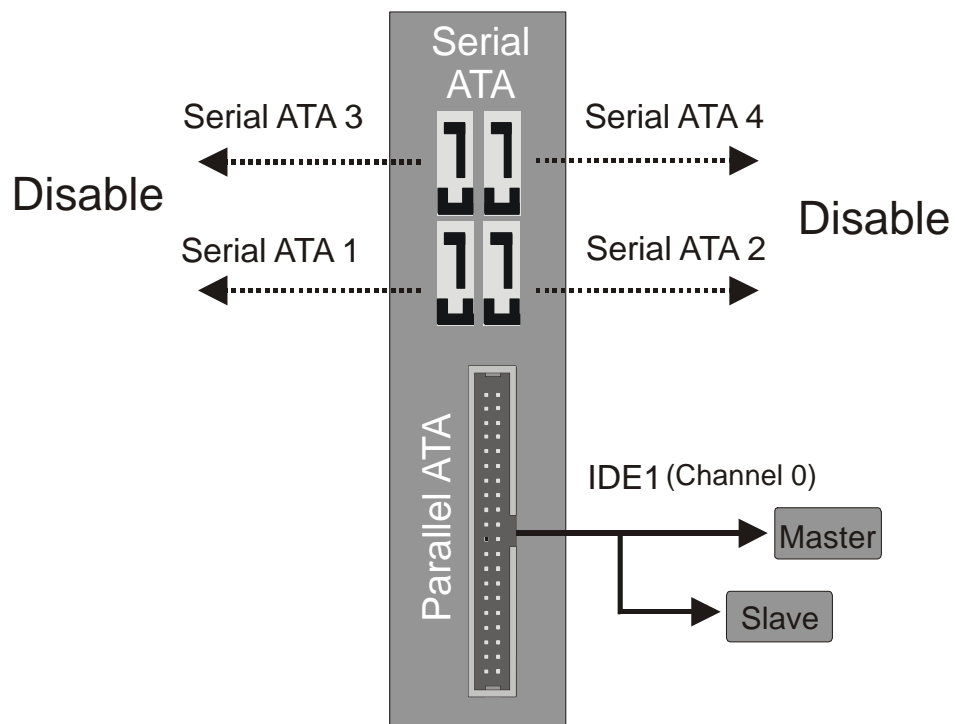 Serial
ATA
Serial ATA 3
Serial ATA 4
Disable
Disable
Serial ATA 1
Serial ATA 2
Parallel ATA
IDE1 (Channel 0)
Master
Slave